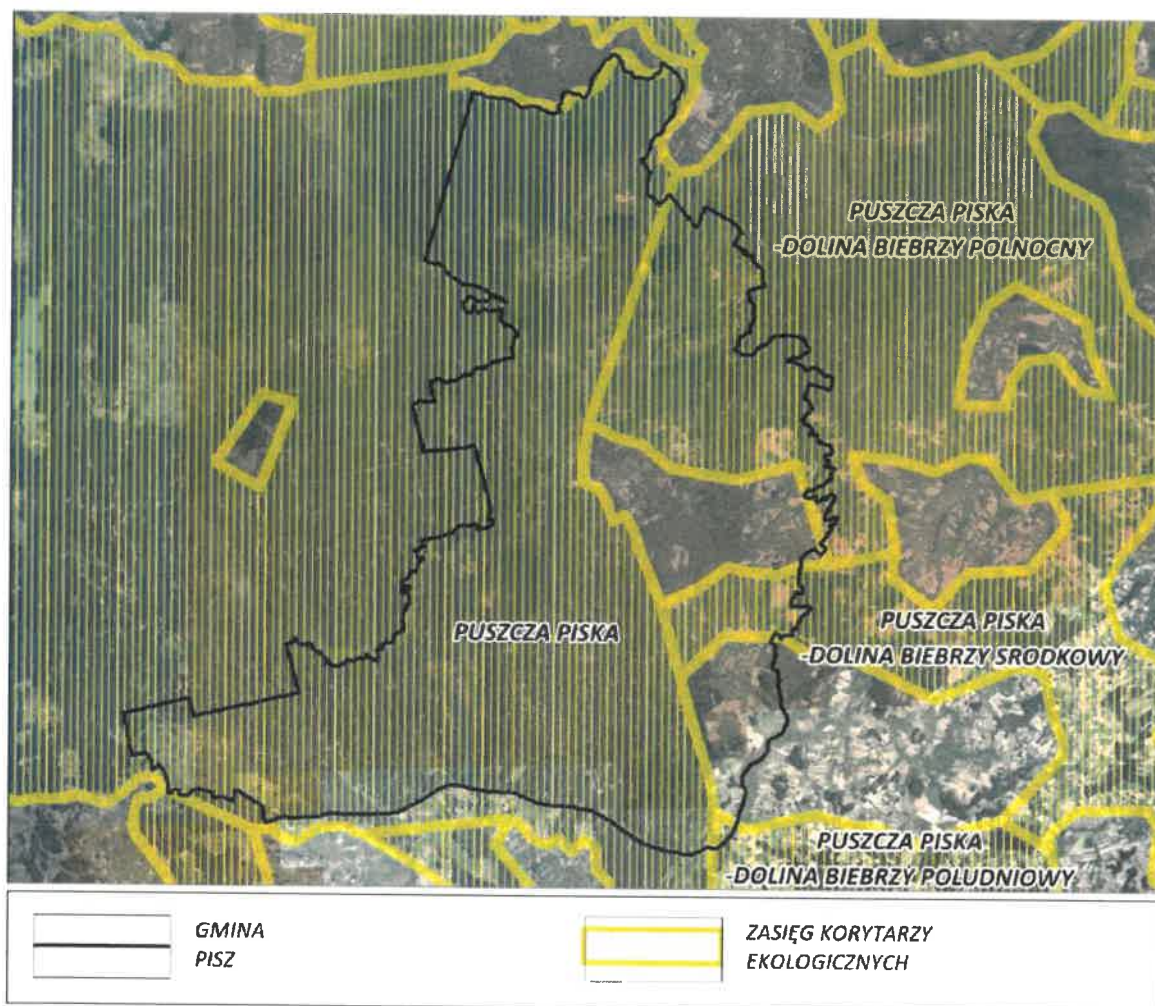 PUSZCZA PISKA
-DOLINA BIEBRZY POLNOCNY
PUSZCZA PISKA
PUSZCZA PISKA
-DOLINA BIEBRZY SRODKOWY
PUSZCZA PISKA
-DOLINA BIEBRZY POLUDNIOWY
GMINA
PISZ
ZASIĘG KORYTARZY
EKOLOGICZNYCH